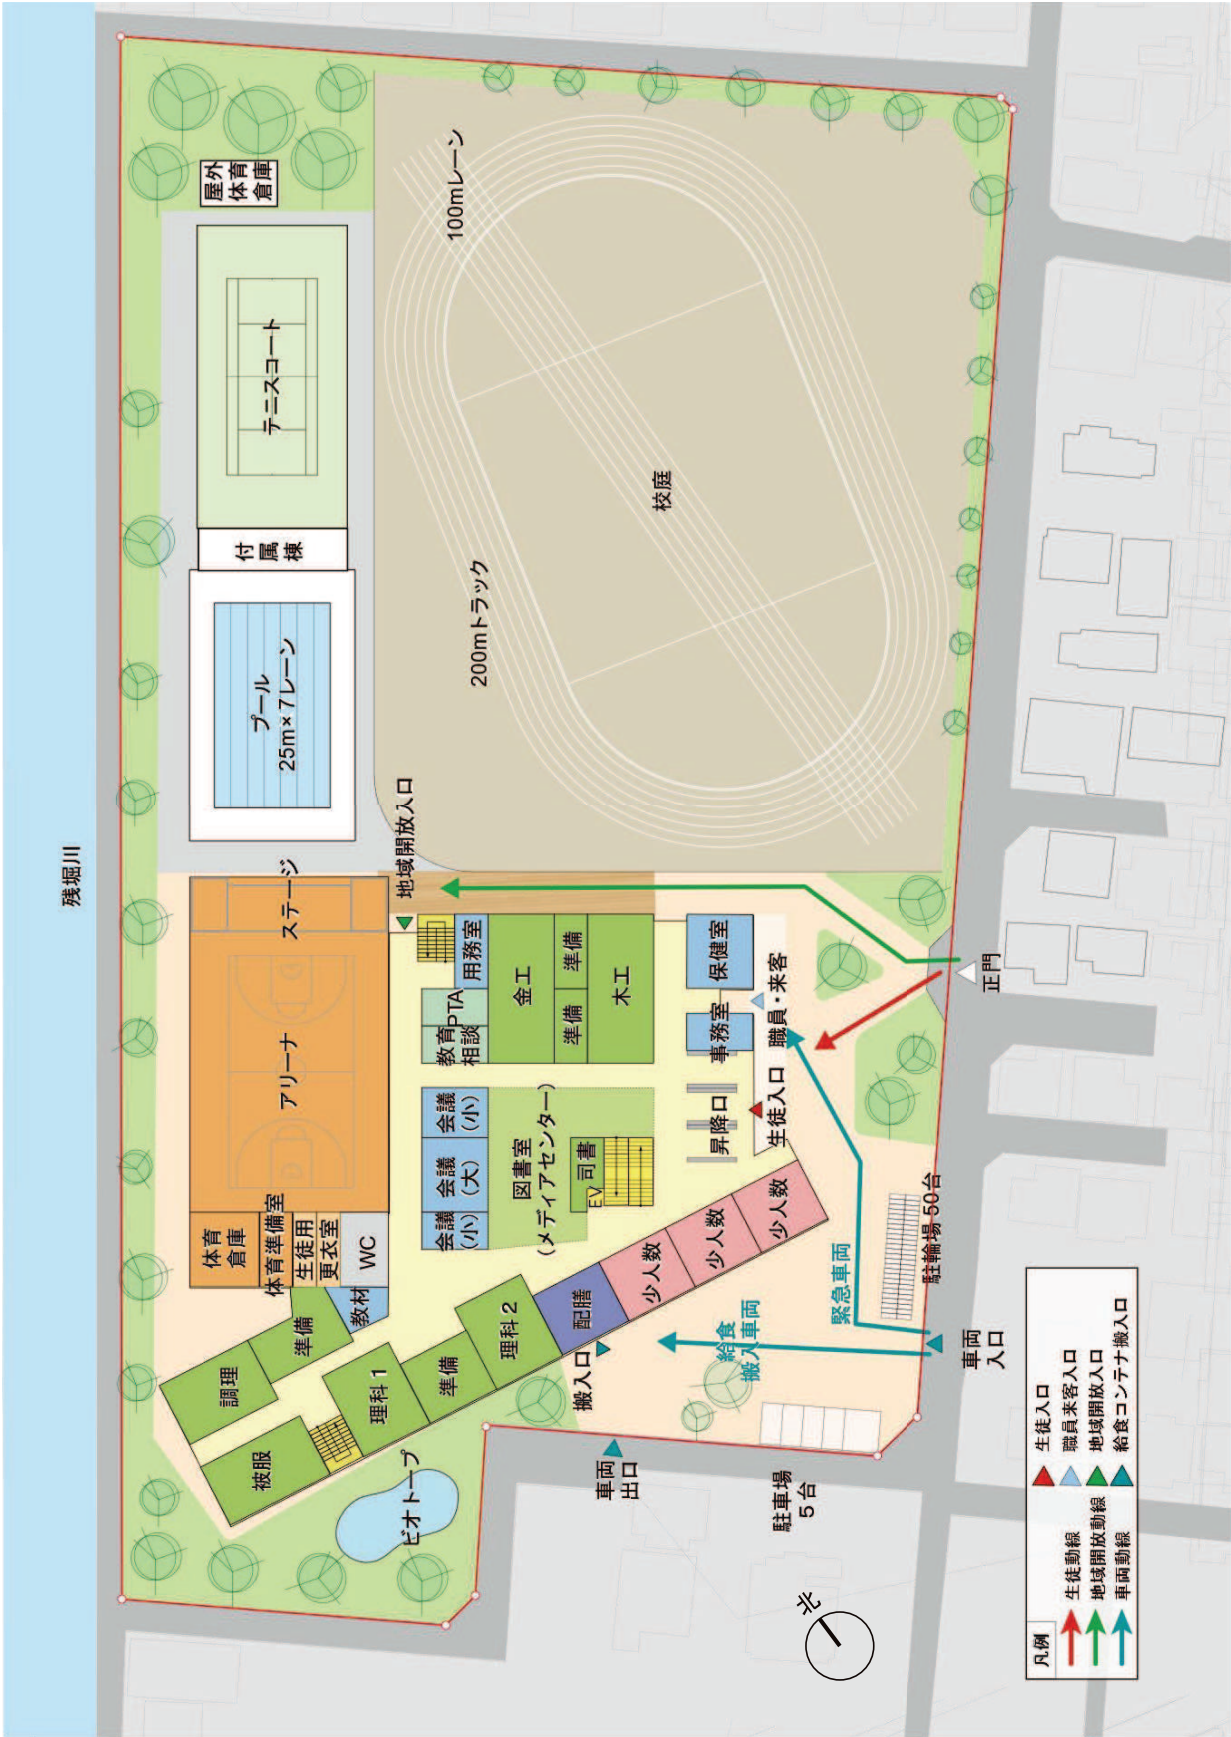 残堀川
屋外
体育
倉庫
テニスコート
付
属
棟
プール
25m×7レーン
100mレーン
200mトラック
校庭
地域開放入口
ステージ
アリーナ
体育
倉庫
体育準備室
生徒用
更衣室
WC
教材
準備
調理
被服
理科1
準備
理科2
配膳
少人数
少人数
少人数
用務室
PTA
教育
相談
金工
準備
準備
木工
会議
(小)
会議
(大)
会議
(小)
図書室
(メディアセンター)
司書
EV
保健室
事務室
昇降口
職員・来客
生徒入口
正門
ビオトープ
搬入口
給食
搬入車両
緊急車両
駐輪場 50台
車両
入口
車両
出口
駐車場
5台
北
凡例
生徒動線
地域開放動線
車両動線
生徒入口
職員来客入口
地域開放入口
給食コンテナ搬入口